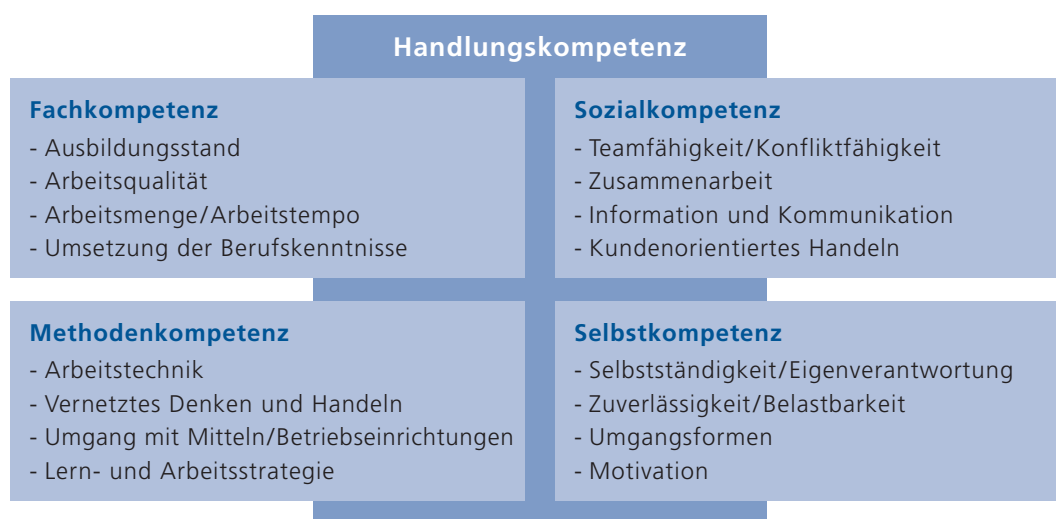 Handlungskompetenz
Fachkompetenz
- Ausbildungsstand
- Arbeitsqualität
- Arbeitsmenge/Arbeitstempo
- Umsetzung der Berufskenntnisse
Sozialkompetenz
- Teamfähigkeit/Konfliktfähigkeit
- Zusammenarbeit
- Information und Kommunikation
- Kundenorientiertes Handeln
Methodenkompetenz
- Arbeitstechnik
- Vernetztes Denken und Handeln
- Umgang mit Mitteln/Betriebseinrichtungen
- Lern- und Arbeitsstrategie
Selbstkompetenz
- Selbstständigkeit/Eigenverantwortung
- Zuverlässigkeit/Belastbarkeit
- Umgangsformen
- Motivation